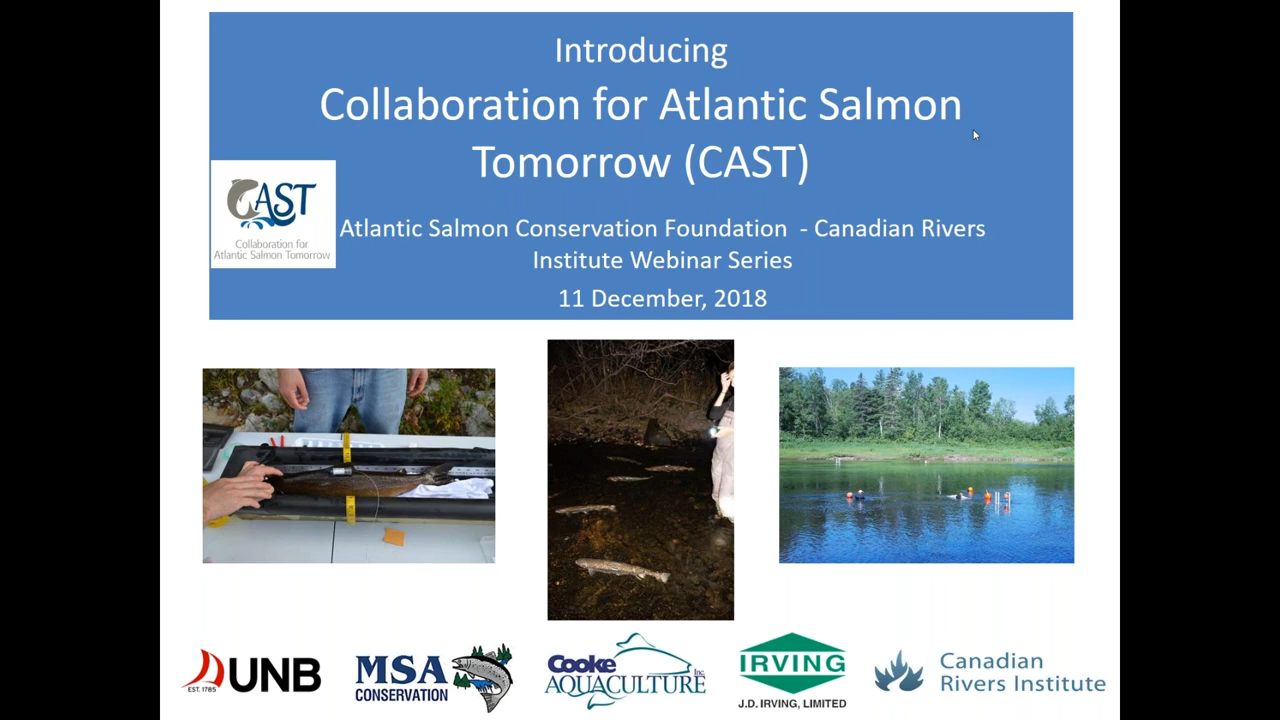 Introducing
Collaboration for Atlantic Salmon
Tomorrow (CAST)
CAST
Collaboration for
Atlantic Salmon Tomorrow
Atlantic Salmon Conservation Foundation - Canadian Rivers
Institute Webinar Series
11 December, 2018
EST. 1785 UNB
MSA
CONSERVATION
Cooke
AQUACULTURE Inc.
IRVING
J.D. IRVING, LIMITED
Canadian
Rivers Institute